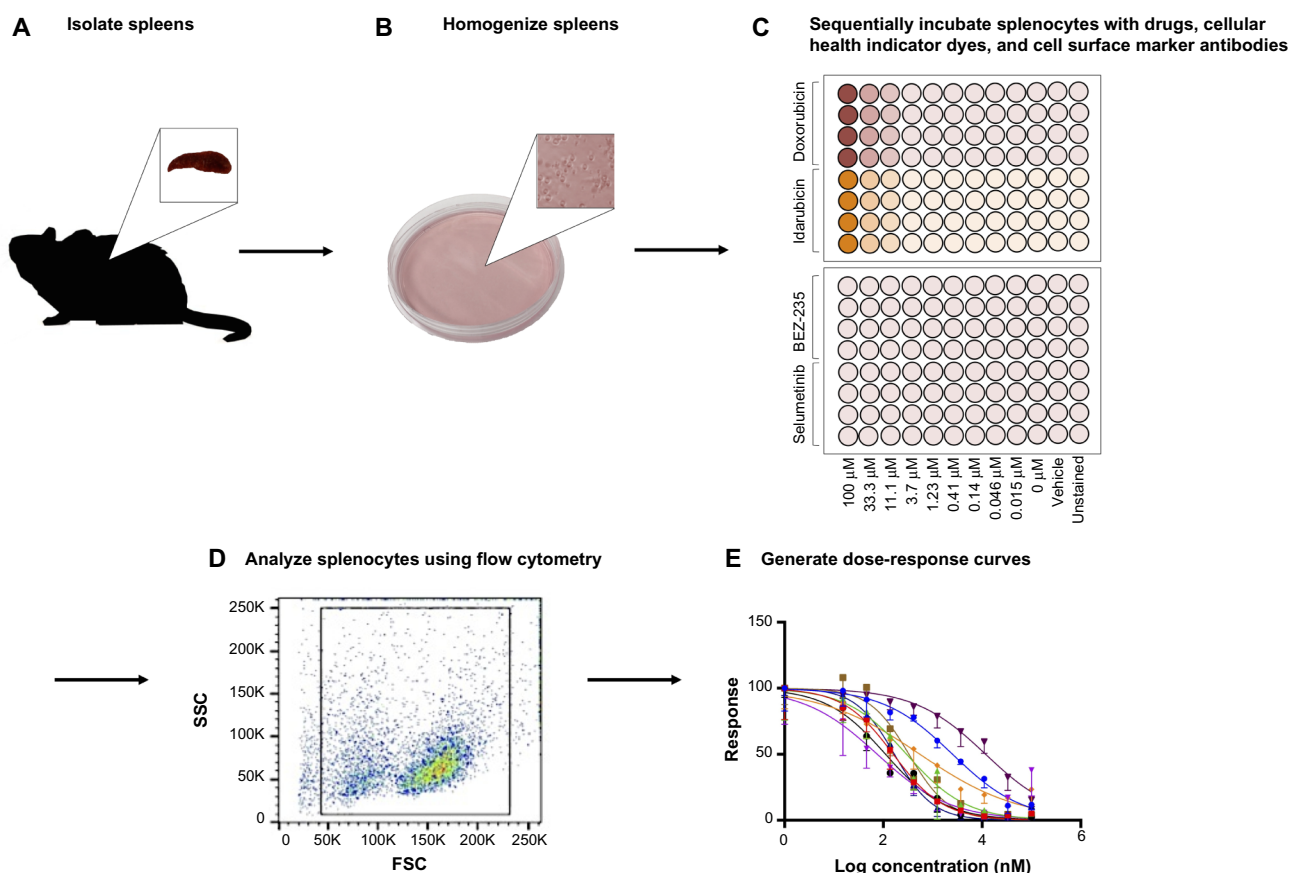 A Isolate spleens
B Homogenize spleens
C Sequentially incubate splenocytes with drugs, cellular
health indicator dyes, and cell surface marker antibodies
Doxorubicin
Idarubicin
BEZ-235
Selumetinib
100 µM
33.3 µM
11.1 µM
3.7 µM
1.23 µM
0.41 µM
0.14 µM
0.046 µM
0.015 µM
0 µM
Vehicle
Unstained
D Analyze splenocytes using flow cytometry
SSC
250K
200K
150K
100K
50K
0
0 50K 100K 150K 200K 250K
FSC
E Generate dose-response curves
Response
150
100
50
0
0 2 4 6
Log concentration (nM)